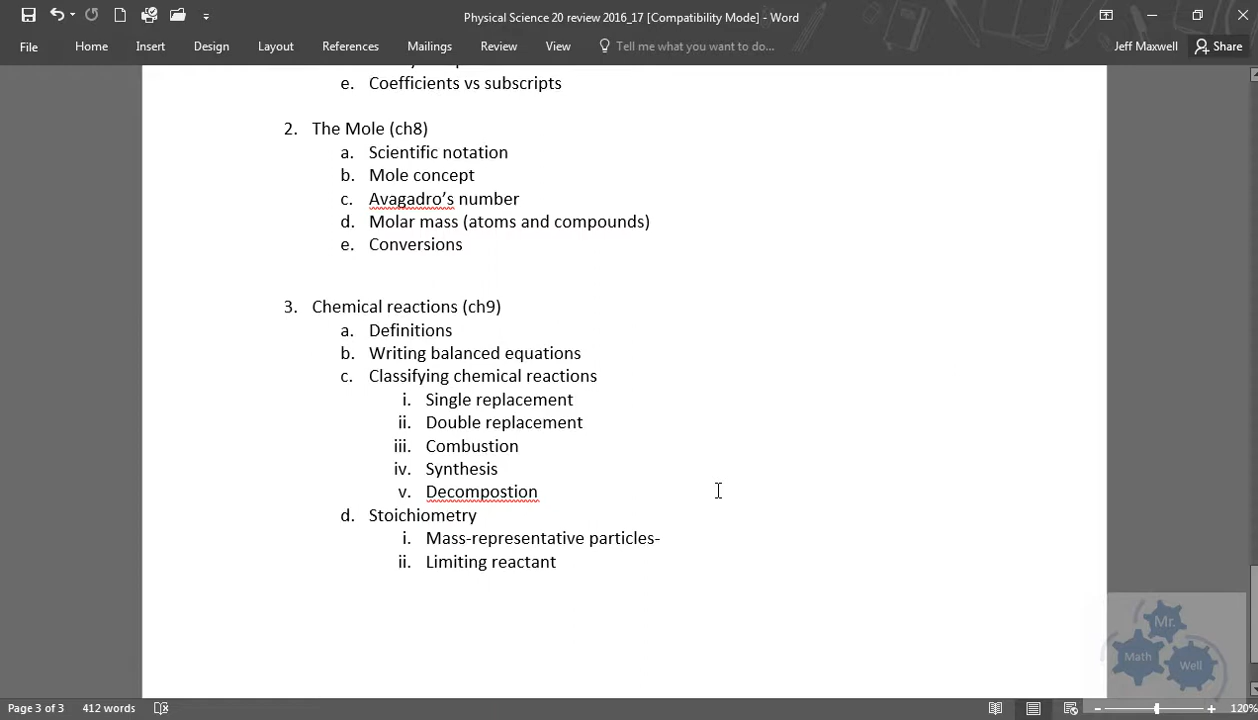 Physical Science 20 review 2016_17 [Compatibility Mode] - Word
File Home Insert Design Layout References Mailings Review View Tell me what you want to do... Jeff Maxwell Share
e. Coefficients vs subscripts
2. The Mole (ch8)
a. Scientific notation
b. Mole concept
c. Avagadro's number
d. Molar mass (atoms and compounds)
e. Conversions
3. Chemical reactions (ch9)
a. Definitions
b. Writing balanced equations
c. Classifying chemical reactions
i. Single replacement
ii. Double replacement
iii. Combustion
iv. Synthesis
v. Decompostion
d. Stoichiometry
i. Mass-representative particles-
ii. Limiting reactant
Mr.
Math Well
Page 3 of 3 412 words 120%